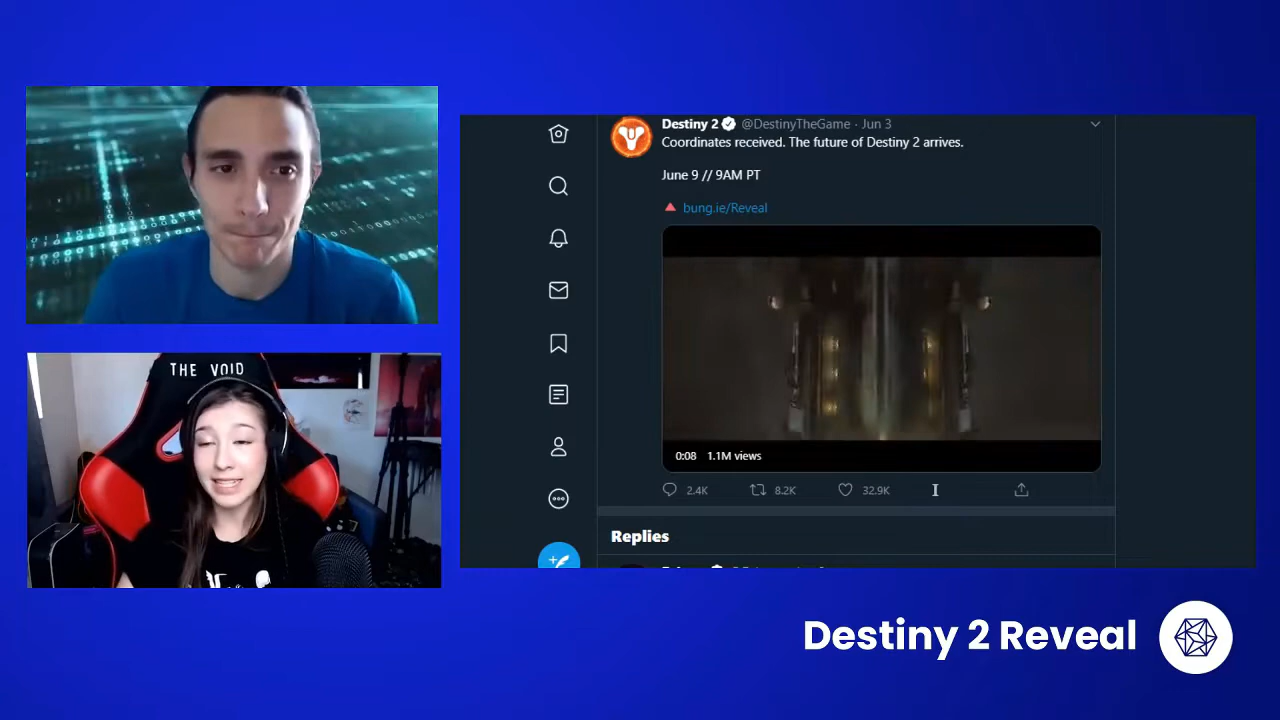 THE VOID
Destiny 2 @DestinyTheGame · Jun 3
Coordinates received. The future of Destiny 2 arrives.
June 9 // 9AM PT
🔺 bung.ie/Reveal
0:08 1.1M views
2.4K 8.2K 32.9K
Replies
Destiny 2 Reveal